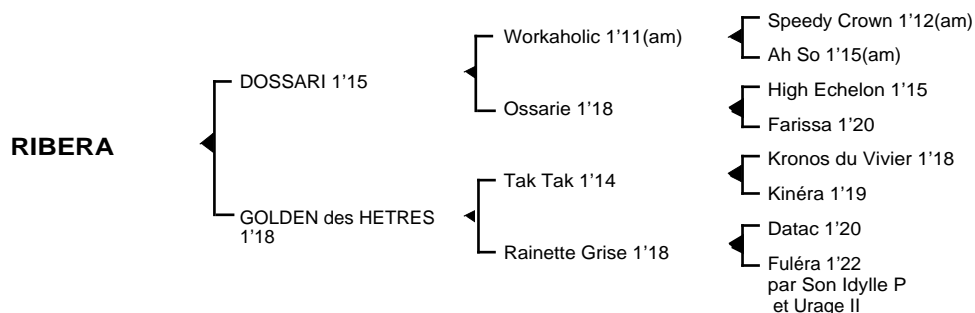 RIBERA
DOSSARI 1’15
GOLDEN des HETRES
1’18
Workaholic 1’11(am)
Ossarie 1’18
Tak Tak 1’14
Rainette Grise 1’18
Speedy Crown 1’12(am)
Ah So 1’15(am)
High Echelon 1’15
Farissa 1’20
Kronos du Vivier 1’18
Kinéra 1’19
Datac 1’20
Fuléra 1’22
par Son Idylle P
et Urage II